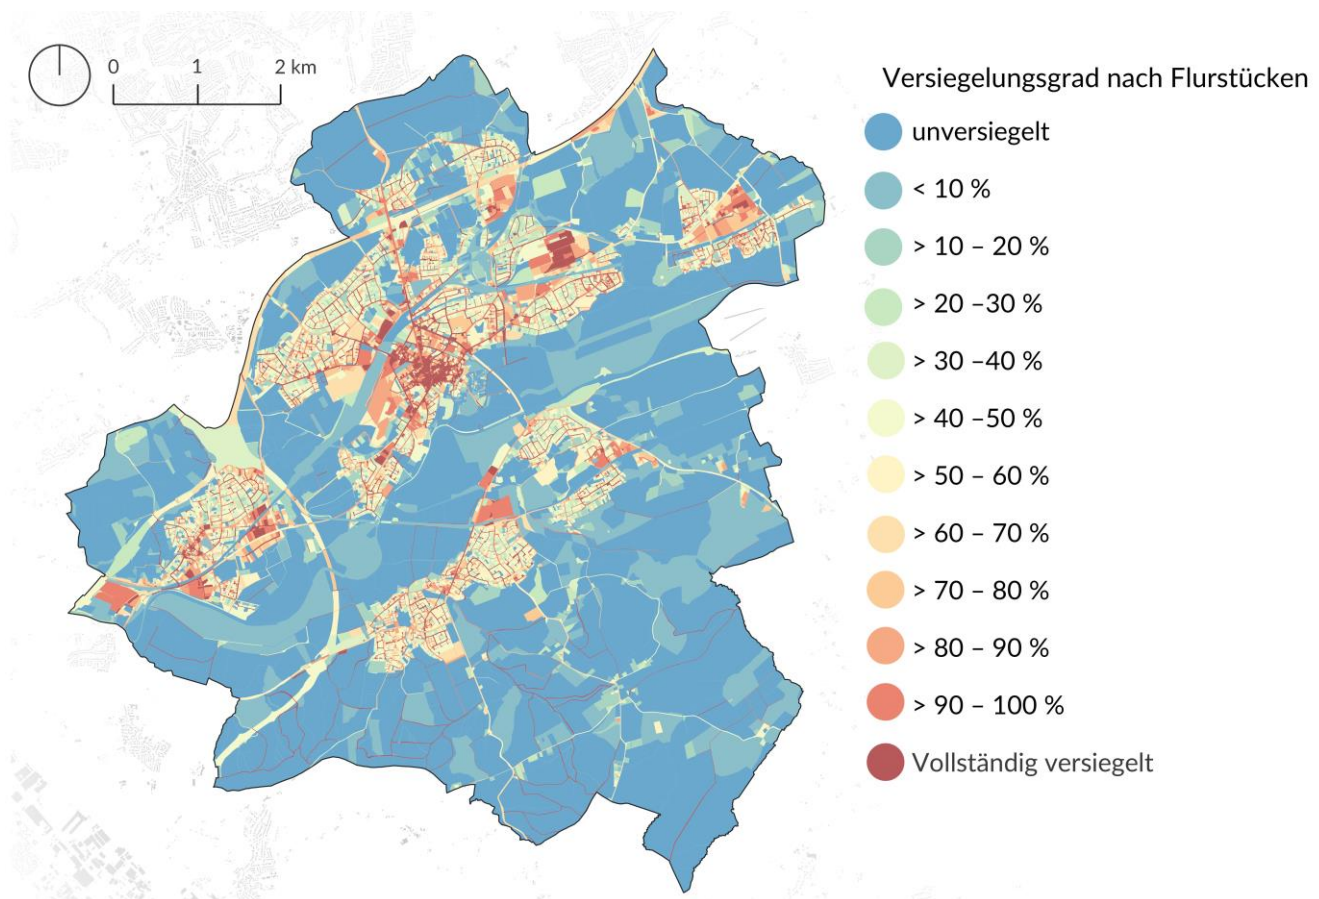 0 1 2 km
Versiegelungsgrad nach Flurstücken
unversiegelt
< 10 %
> 10 – 20 %
> 20 –30 %
> 30 –40 %
> 40 –50 %
> 50 – 60 %
> 60 – 70 %
> 70 – 80 %
> 80 – 90 %
> 90 – 100 %
Vollständig versiegelt